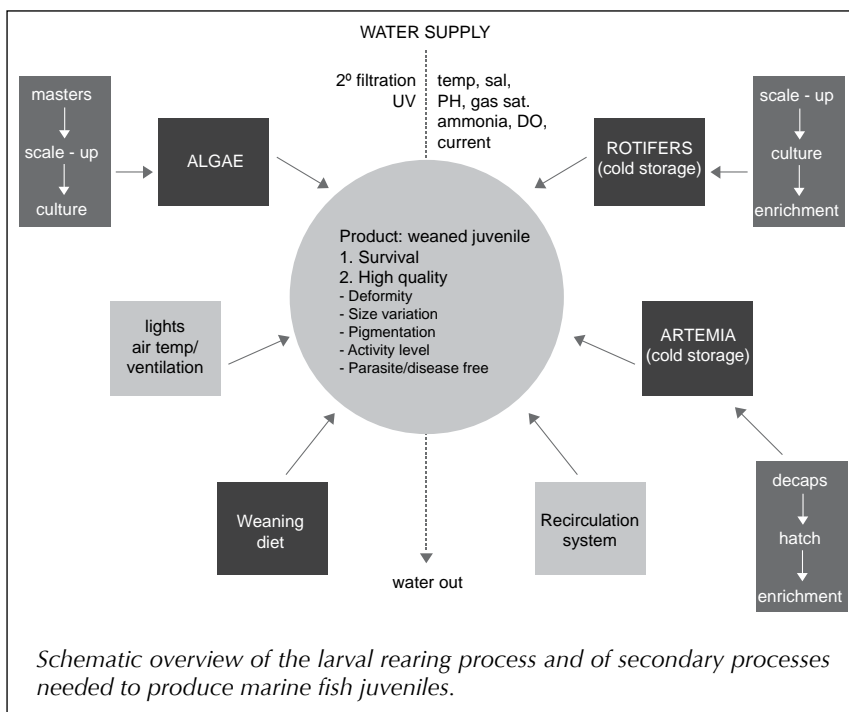 WATER SUPPLY
2º filtration
UV
temp, sal,
PH, gas sat.
ammonia, DO,
current
masters
scale - up
culture
ALGAE
ROTIFERS
(cold storage)
scale - up
culture
enrichment
Product: weaned juvenile
1. Survival
2. High quality
- Deformity
- Size variation
- Pigmentation
- Activity level
- Parasite/disease free
lights
air temp/
ventilation
ARTEMIA
(cold storage)
Weaning
diet
Recirculation
system
decaps
hatch
enrichment
water out
Schematic overview of the larval rearing process and of secondary processes
needed to produce marine fish juveniles.